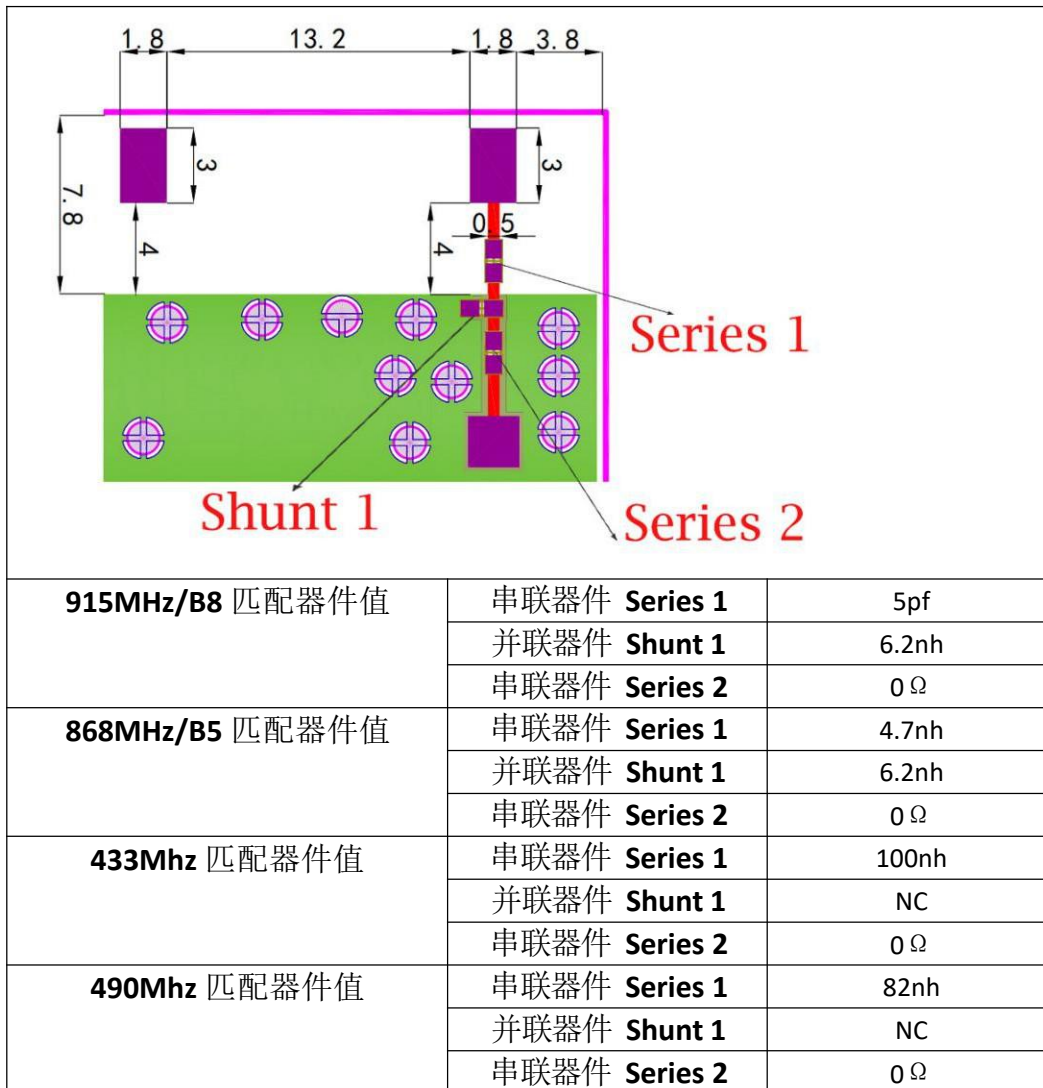 1.8 13.2 1.8 3.8
3 3
7.8
0.5
4 4
Series 1
Shunt 1
Series 2
915MHz/B8 匹配器件值 串联器件 Series 1 5pf
并联器件 Shunt 1 6.2nh
串联器件 Series 2 0Ω
868MHz/B5 匹配器件值 串联器件 Series 1 4.7nh
并联器件 Shunt 1 6.2nh
串联器件 Series 2 0Ω
433Mhz 匹配器件值 串联器件 Series 1 100nh
并联器件 Shunt 1 NC
串联器件 Series 2 0Ω
490Mhz 匹配器件值 串联器件 Series 1 82nh
并联器件 Shunt 1 NC
串联器件 Series 2 0Ω